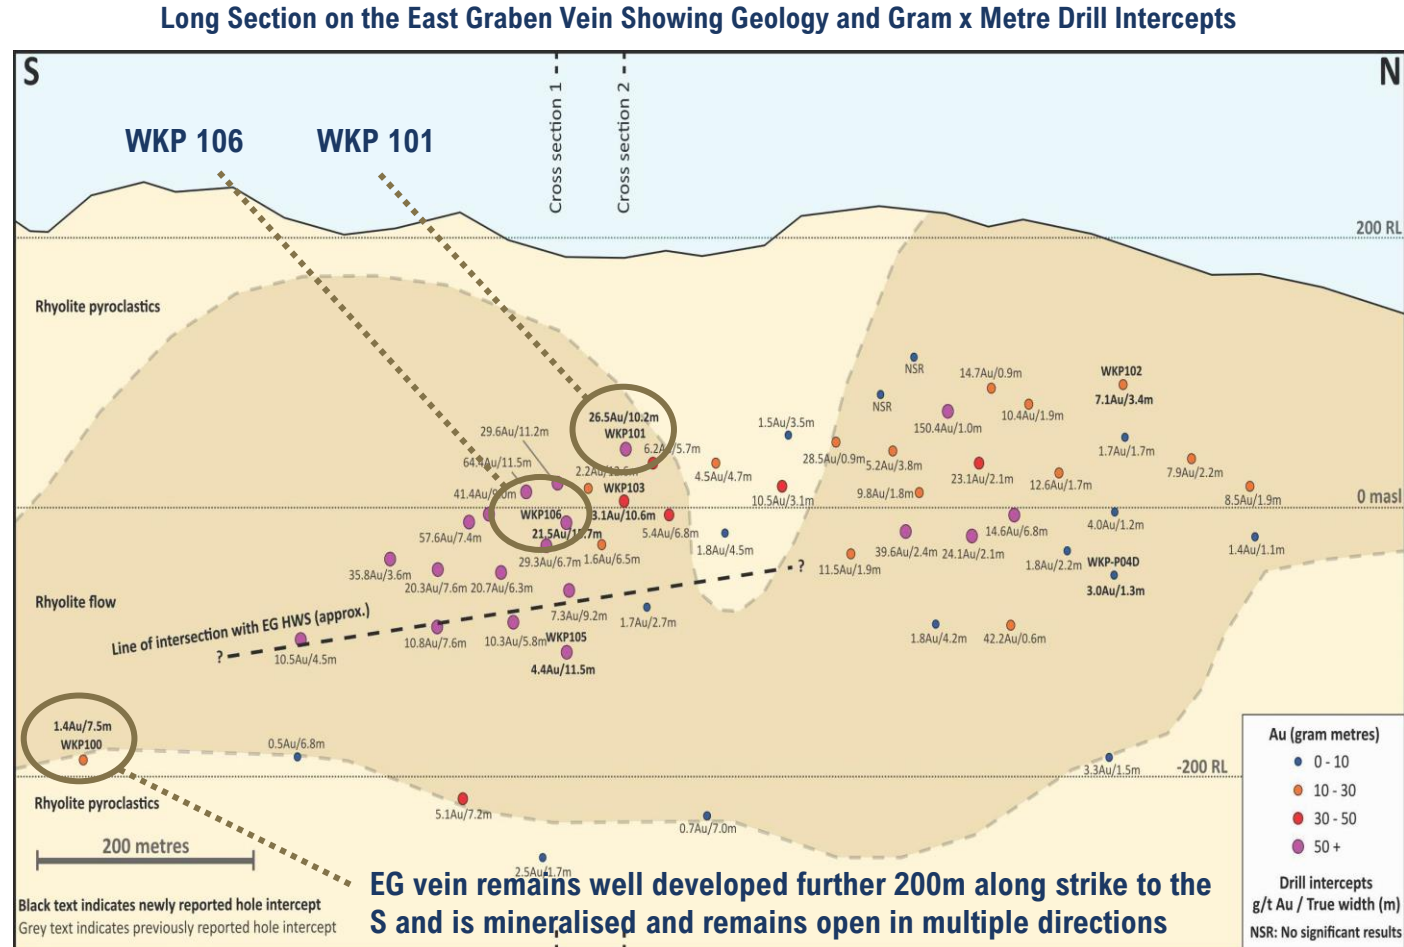 Long Section on the East Graben Vein Showing Geology and Gram x Metre Drill Intercepts
S
N
Cross section 1
Cross section 2
WKP 106
WKP 101
200 RL
Rhyolite pyroclastics
NSR
14.7Au/0.9m
WKP102
7.1Au/3.4m
NSR
10.4Au/1.9m
150.4Au/1.0m
26.5Au/10.2m
WKP101
1.5Au/3.5m
29.6Au/11.2m
1.7Au/1.7m
6.2Au/5.7m
28.5Au/0.9m
5.2Au/3.8m
64.4Au/11.5m
4.5Au/4.7m
23.1Au/2.1m
12.6Au/1.7m
7.9Au/2.2m
WKP103
3.1Au/10.6m
10.5Au/3.1m
9.8Au/1.8m
8.5Au/1.9m
0 masl
WKP106
57.6Au/7.4m
5.4Au/6.8m
14.6Au/6.8m
4.0Au/1.2m
29.3Au/6.7m
1.6Au/6.5m
1.8Au/4.5m
39.6Au/2.4m
24.1Au/2.1m
1.4Au/1.1m
35.8Au/3.6m
20.3Au/7.6m
20.7Au/6.3m
11.5Au/1.9m
1.8Au/2.2m
WKP-P04D
3.0Au/1.3m
Rhyolite flow
Line of intersection with EG HWS (approx.)
?
?
7.3Au/9.2m
1.7Au/2.7m
10.5Au/4.5m
10.8Au/7.6m
10.3Au/5.8m
WKP105
4.4Au/11.5m
1.8Au/4.2m
42.2Au/0.6m
1.4Au/7.5m
WKP100
0.5Au/6.8m
3.3Au/1.5m
-200 RL
Rhyolite pyroclastics
5.1Au/7.2m
0.7Au/7.0m
2.5Au/1.7m
200 metres
EG vein remains well developed further 200m along strike to the
S and is mineralised and remains open in multiple directions
Black text indicates newly reported hole intercept
Grey text indicates previously reported hole intercept
Au (gram metres)
0 - 10
10 - 30
30 - 50
50 +
Drill intercepts
g/t Au / True width (m)
NSR: No significant results